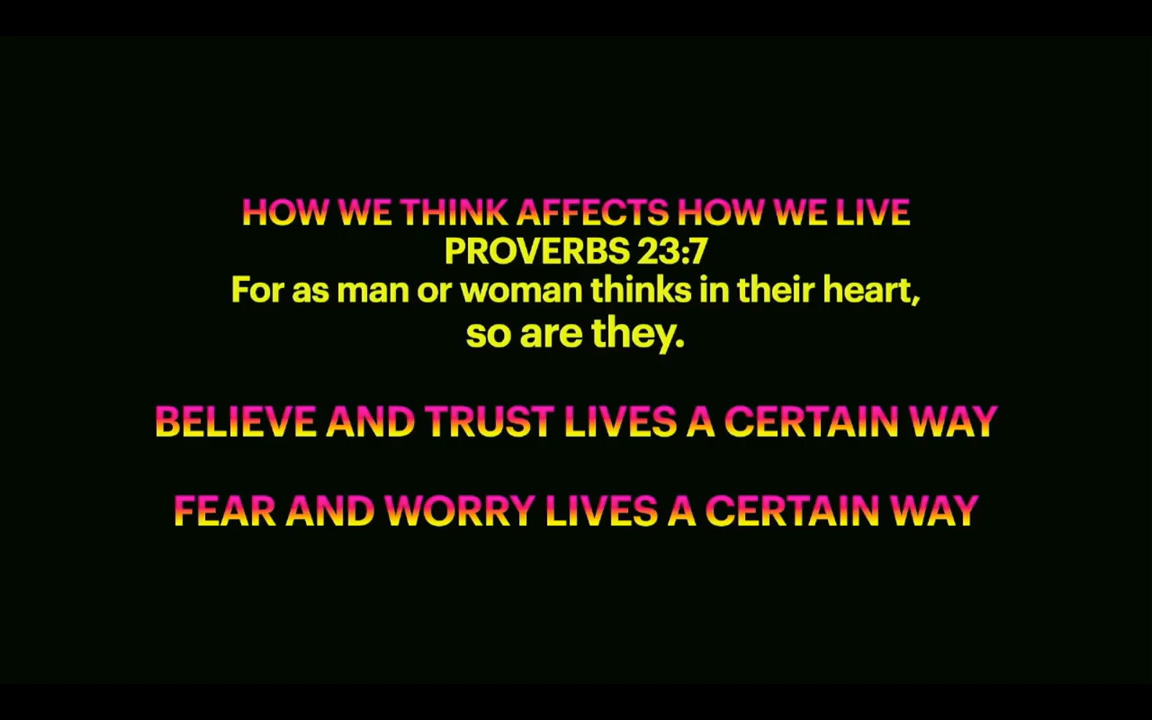 HOW WE THINK AFFECTS HOW WE LIVE
PROVERBS 23:7
For as man or woman thinks in their heart,
so are they.
BELIEVE AND TRUST LIVES A CERTAIN WAY
FEAR AND WORRY LIVES A CERTAIN WAY